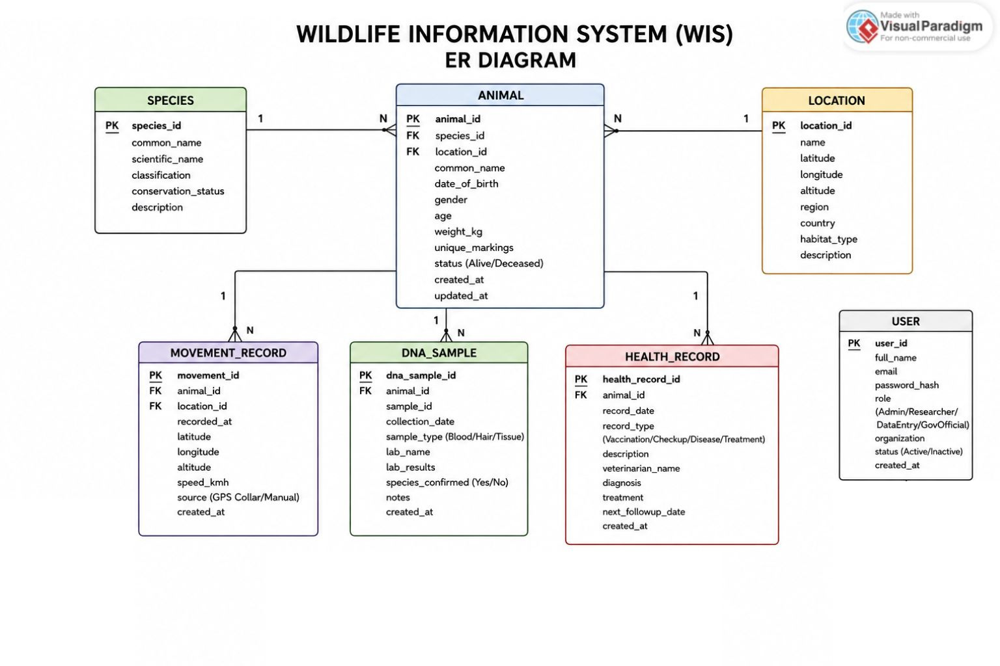 Made with
Visual Paradigm
For non-commercial use
WILDLIFE INFORMATION SYSTEM (WIS)
ER DIAGRAM
SPECIES
PK species_id
common_name
scientific_name
classification
conservation_status
description
1
N
ANIMAL
PK animal_id
FK species_id
FK location_id
common_name
date_of_birth
gender
age
weight_kg
unique_markings
status (Alive/Deceased)
created_at
updated_at
N
1
LOCATION
PK location_id
name
latitude
longitude
altitude
region
country
habitat_type
description
1
N
1
N
1
N
MOVEMENT_RECORD
PK movement_id
FK animal_id
FK location_id
recorded_at
latitude
longitude
altitude
speed_kmh
source (GPS Collar/Manual)
created_at
DNA_SAMPLE
PK dna_sample_id
FK animal_id
sample_id
collection_date
sample_type (Blood/Hair/Tissue)
lab_name
lab_results
species_confirmed (Yes/No)
notes
created_at
HEALTH_RECORD
PK health_record_id
FK animal_id
record_date
record_type
(Vaccination/Checkup/Disease/Treatment)
description
veterinarian_name
diagnosis
treatment
next_followup_date
created_at
USER
PK user_id
full_name
email
password_hash
role
(Admin/Researcher/
DataEntry/GovOfficial)
organization
status (Active/Inactive)
created_at